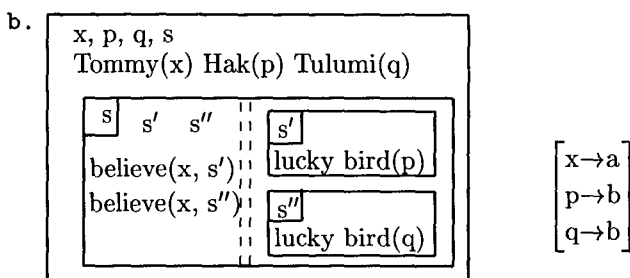 b.
x, p, q, s
Tommy(x) Hak(p) Tulumi(q)
s s′ s″
believe(x, s′)
believe(x, s″)
s′
lucky bird(p)
s″
lucky bird(q)
x→a
p→b
q→b